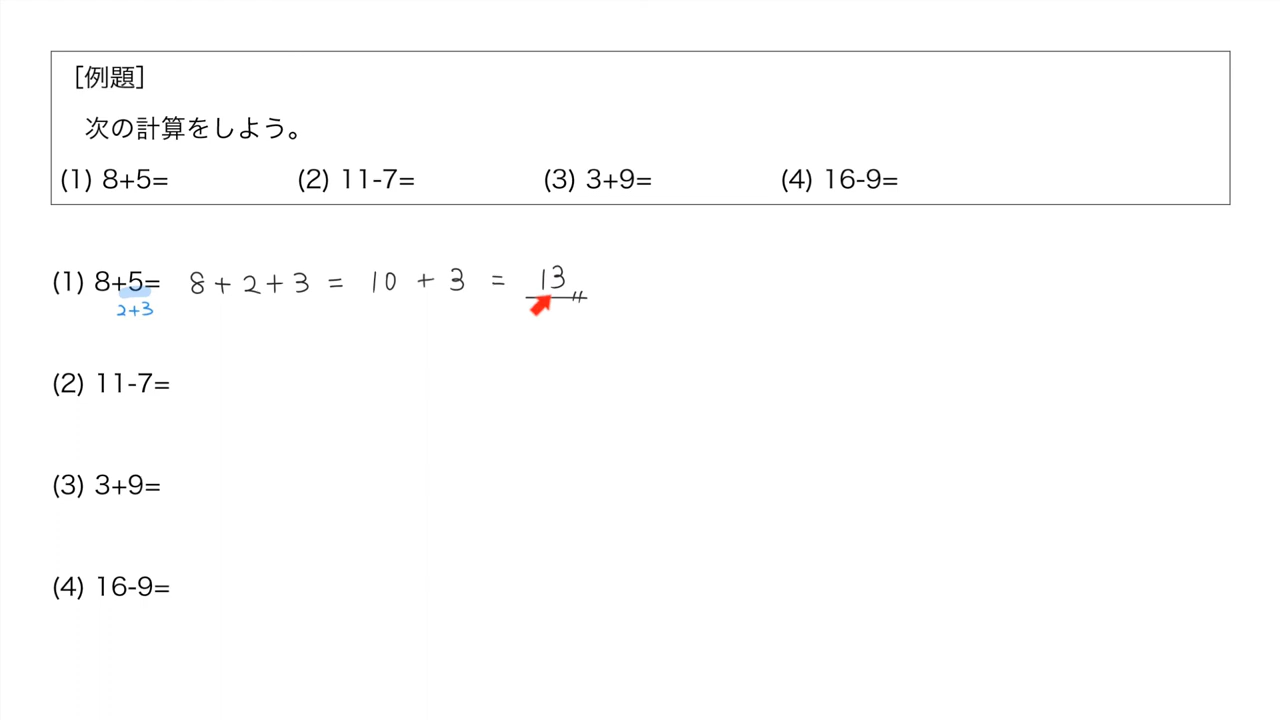 [例題]
次の計算をしよう。
(1) 8+5= (2) 11-7= (3) 3+9= (4) 16-9=
(1) 8+5= 8+2+3 = 10 + 3 = 13
2+3
(2) 11-7=
(3) 3+9=
(4) 16-9=